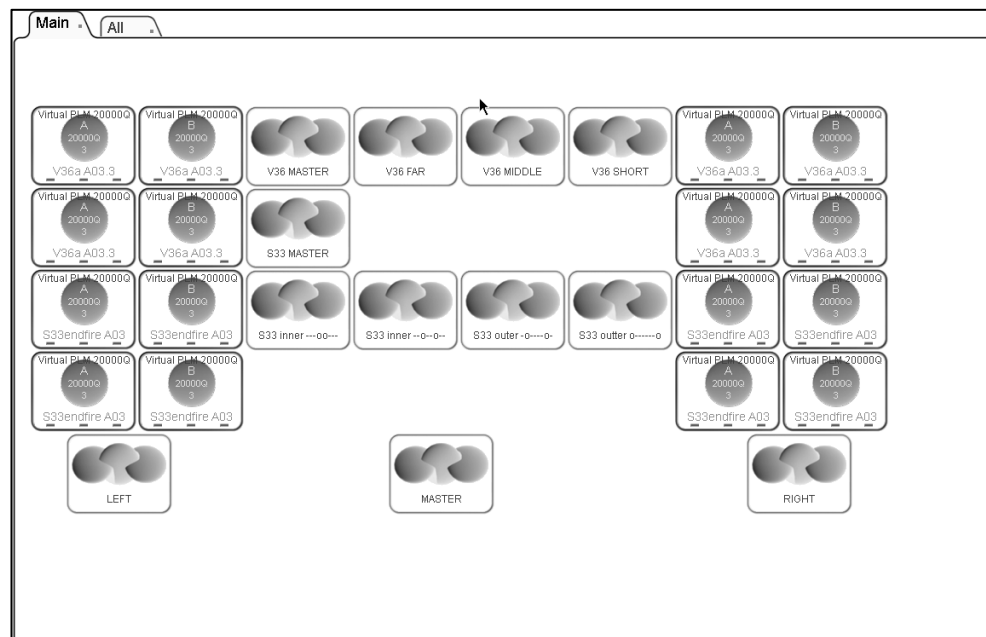 Main
All
Virtual PLM 20000Q Virtual PLM 20000Q Virtual PLM 20000Q Virtual PLM 20000Q
A B A B
20000Q 20000Q 20000Q 20000Q
3 3 3 3
V36a A03.3 V36a A03.3 V36 MASTER V36 FAR V36 MIDDLE V36 SHORT V36a A03.3 V36a A03.3
Virtual PLM 20000Q Virtual PLM 20000Q Virtual PLM 20000Q Virtual PLM 20000Q
A B A B
20000Q 20000Q 20000Q 20000Q
3 3 3 3
V36a A03.3 V36a A03.3 S33 MASTER V36a A03.3 V36a A03.3
Virtual PLM 20000Q Virtual PLM 20000Q Virtual PLM 20000Q Virtual PLM 20000Q
A B A B
20000Q 20000Q 20000Q 20000Q
3 3 3 3
S33endfire A03 S33endfire A03 S33 inner ---oo--- S33 inner --o--o-- S33 outer -o----o- S33 outter o------o S33endfire A03 S33endfire A03
Virtual PLM 20000Q Virtual PLM 20000Q Virtual PLM 20000Q Virtual PLM 20000Q
A B A B
20000Q 20000Q 20000Q 20000Q
3 3 3 3
S33endfire A03 S33endfire A03 S33endfire A03 S33endfire A03
LEFT MASTER RIGHT